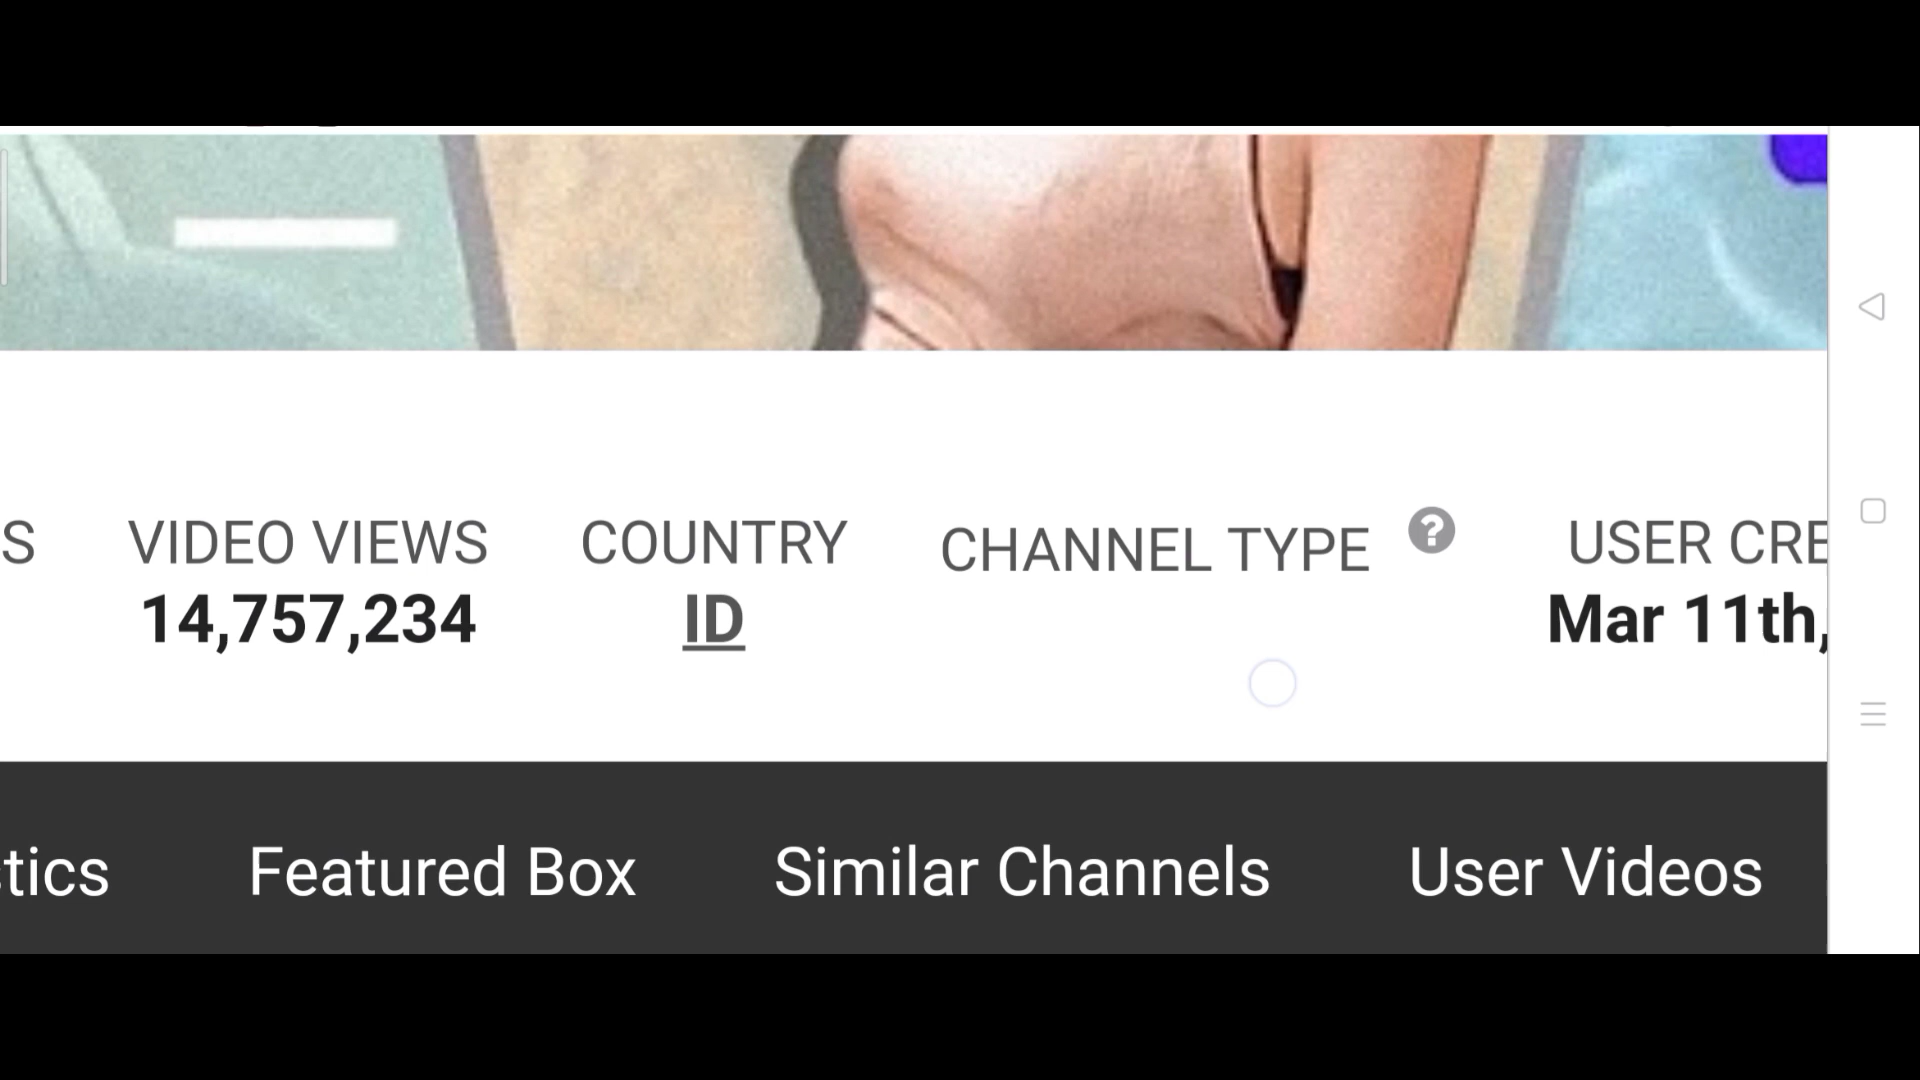 S VIDEO VIEWS COUNTRY CHANNEL TYPE ? USER CRE
14,757,234 ID Mar 11th,
stics Featured Box Similar Channels User Videos